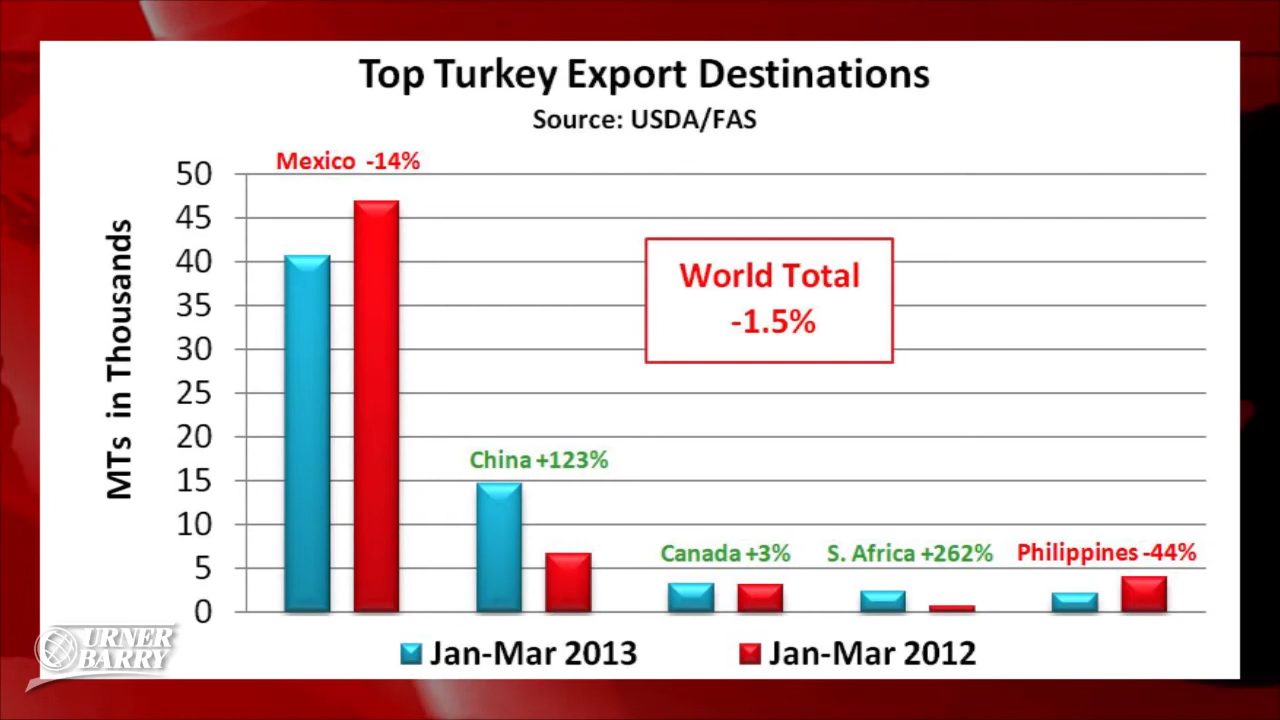 Top Turkey Export Destinations
Source: USDA/FAS
Mexico -14%
50
45
40
35
30
25
20
15
10
5
0
MTs in Thousands
World Total
-1.5%
China +123%
Canada +3%
S. Africa +262%
Philippines -44%
Jan-Mar 2013
Jan-Mar 2012
URNER
BARRY